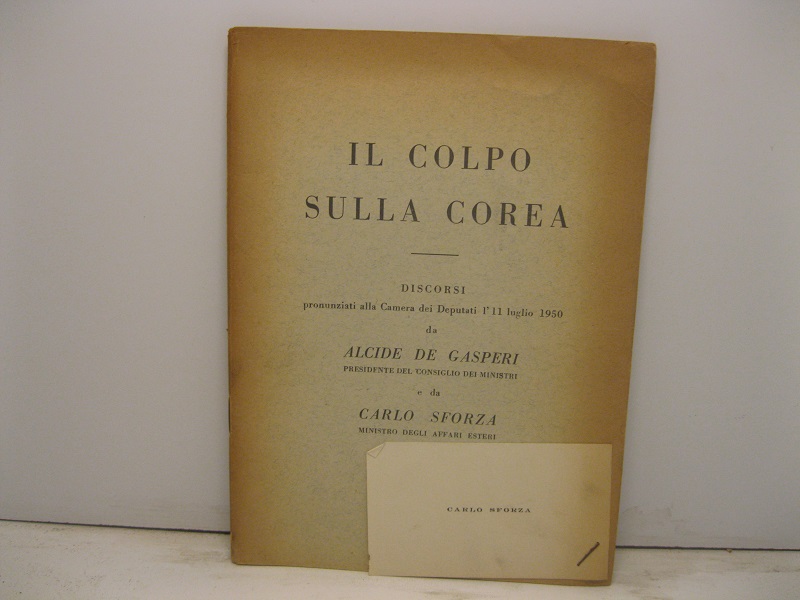 IL COLPO
SULLA COREA
DISCORSI
pronunziati alla Camera dei Deputati l'11 luglio 1950
da
ALCIDE DE GASPERI
PRESIDENTE DEL CONSIGLIO DEI MINISTRI
e da
CARLO SFORZA
MINISTRO DEGLI AFFARI ESTERI
CARLO SFORZA